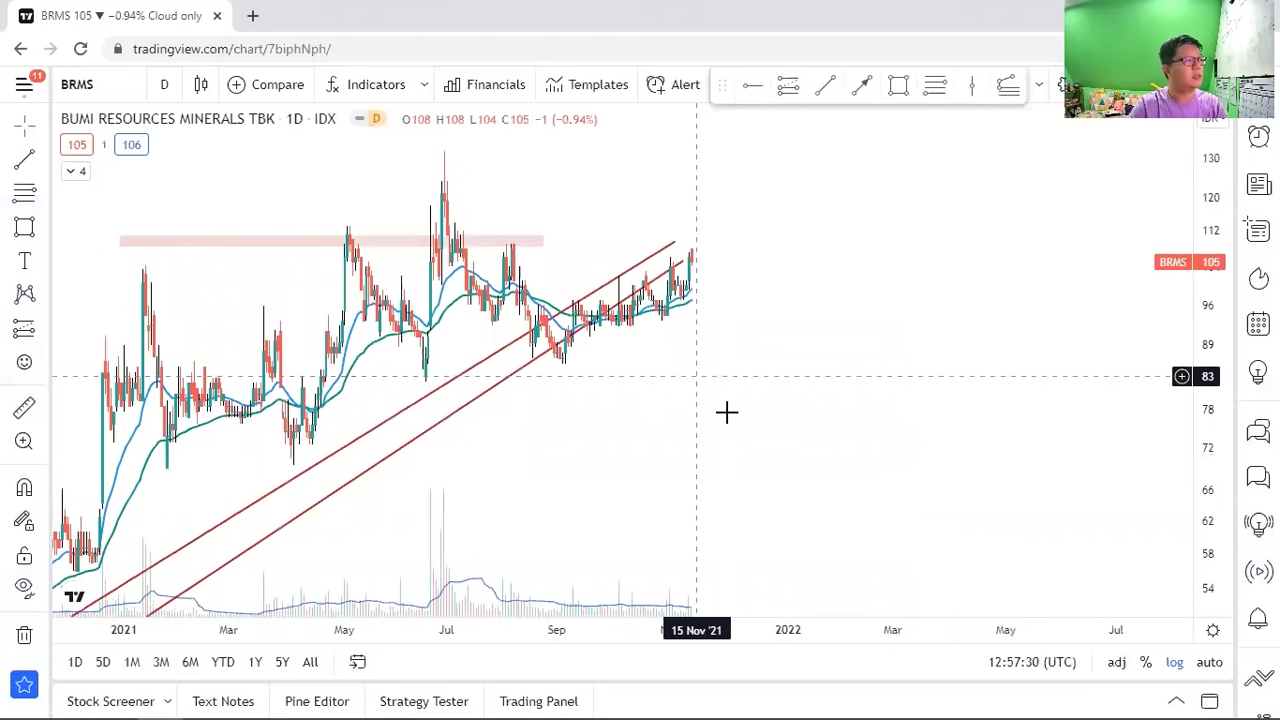 BRMS 105 ▼ −0.94% Cloud only
tradingview.com/chart/7biphNph/
11
BRMS
D
Compare
Indicators
Financials
Templates
Alert
BUMI RESOURCES MINERALS TBK · 1D · IDX
D
O108 H108 L104 C105 −1 (−0.94%)
105 1 106
4
130
120
112
BRMS 105
96
89
83
78
72
66
62
58
54
2021 Mar May Jul Sep 15 Nov '21 2022 Mar May Jul
1D 5D 1M 3M 6M YTD 1Y 5Y All
12:57:30 (UTC) adj % log auto
Stock Screener Text Notes Pine Editor Strategy Tester Trading Panel